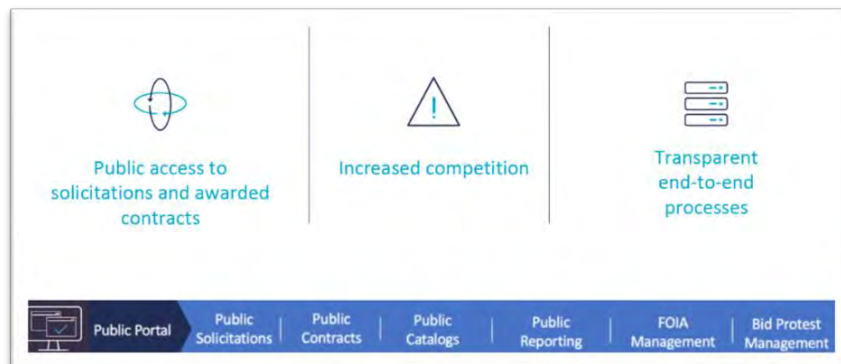 Public access to
solicitations and awarded
contracts
Increased competition
Transparent
end-to-end
processes
Public Portal
Public
Solicitations
Public
Contracts
Public
Catalogs
Public
Reporting
FOIA
Management
Bid Protest
Management